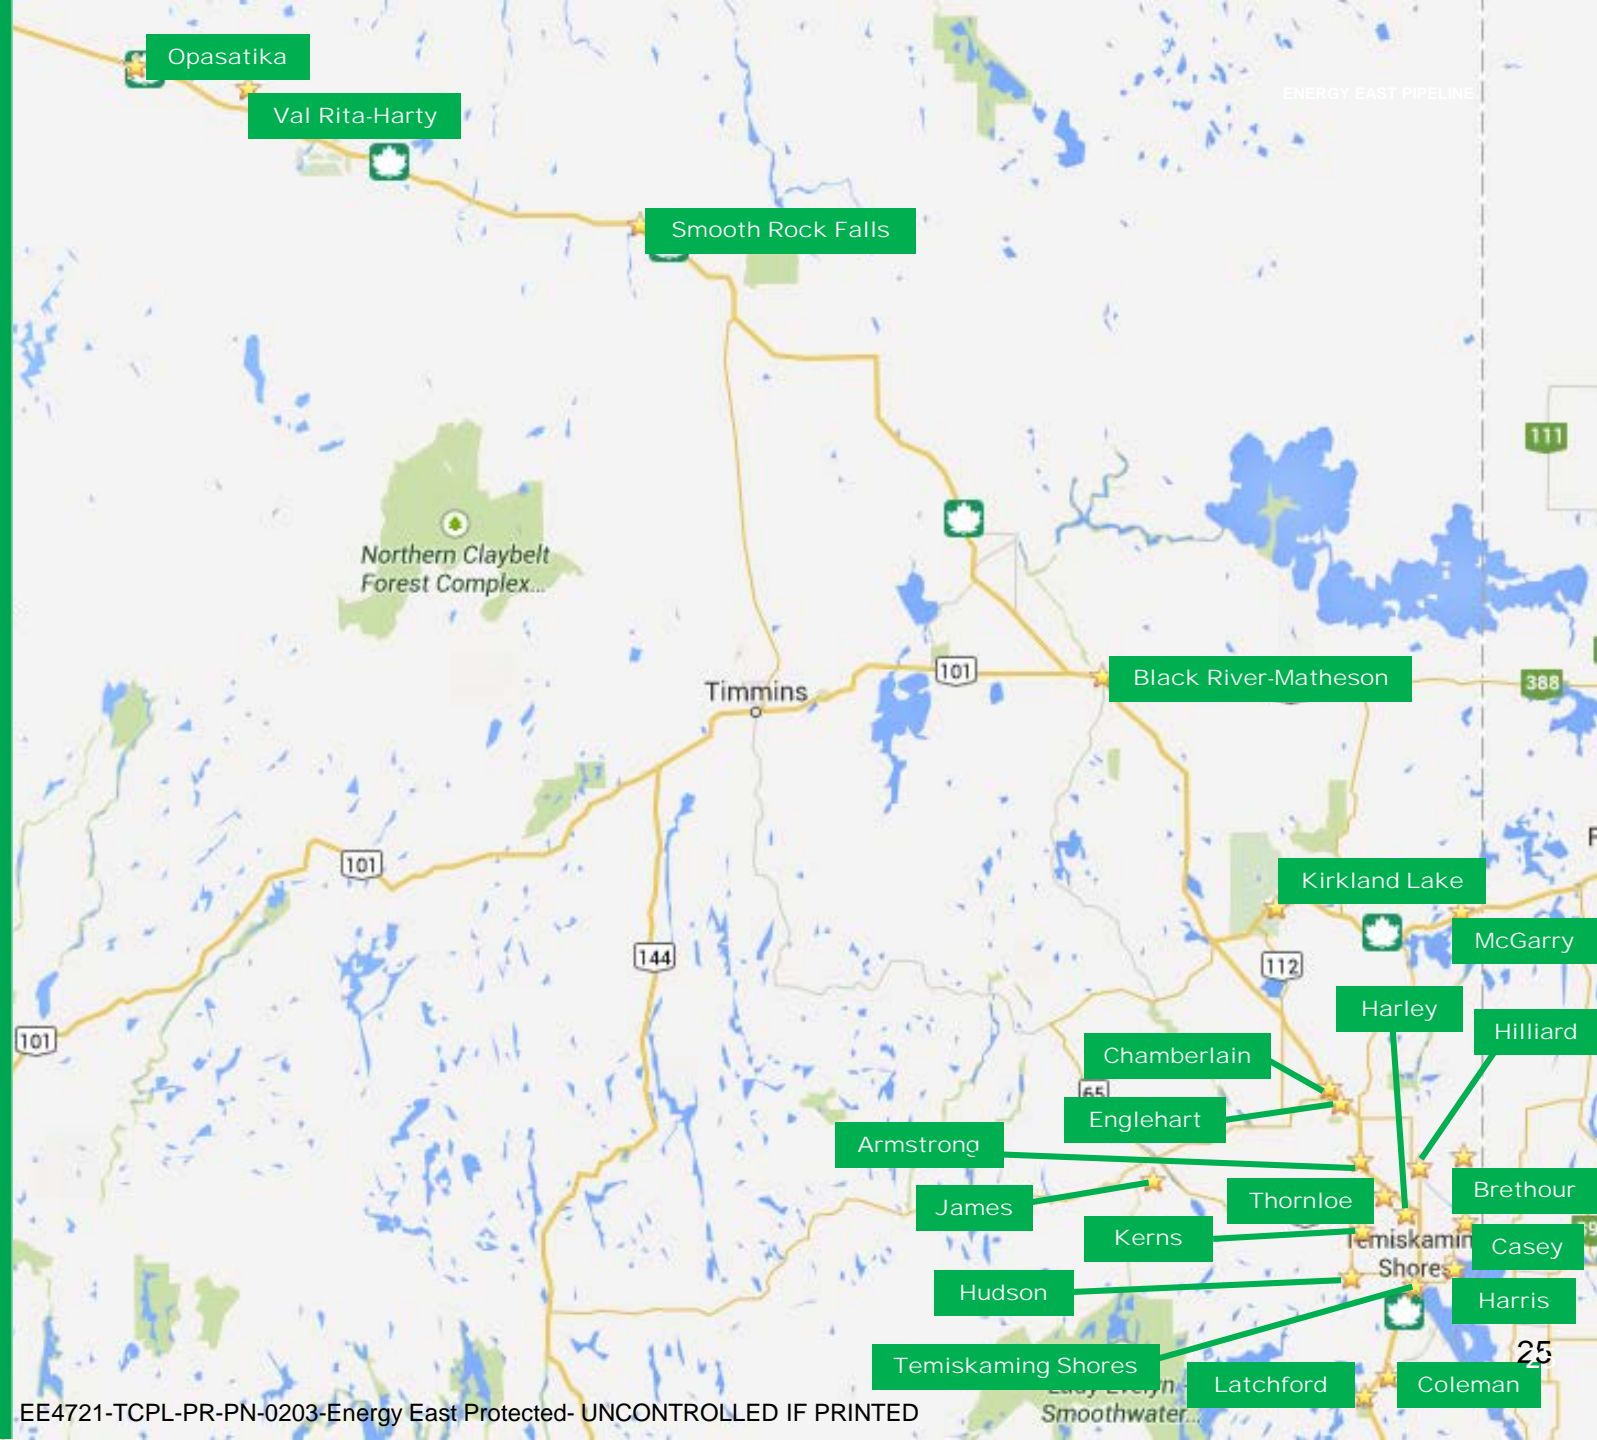 Opasatika
ENERGY EAST PIPELINE
Val Rita-Harty
Smooth Rock Falls
111
Northern Claybelt
Forest Complex...
101
Black River-Matheson
388
Timmins
101
Kirkland Lake
McGarry
144
112
Harley
Hilliard
101
Chamberlain
65
Englehart
Armstrong
James
Thornloe
Brethour
Kerns
Temiskamin
Shores
Casey
Hudson
Harris
Temiskaming Shores
25
Latchford
Coleman
Smoothwater...
EE4721-TCPL-PR-PN-0203-Energy East Protected- UNCONTROLLED IF PRINTED